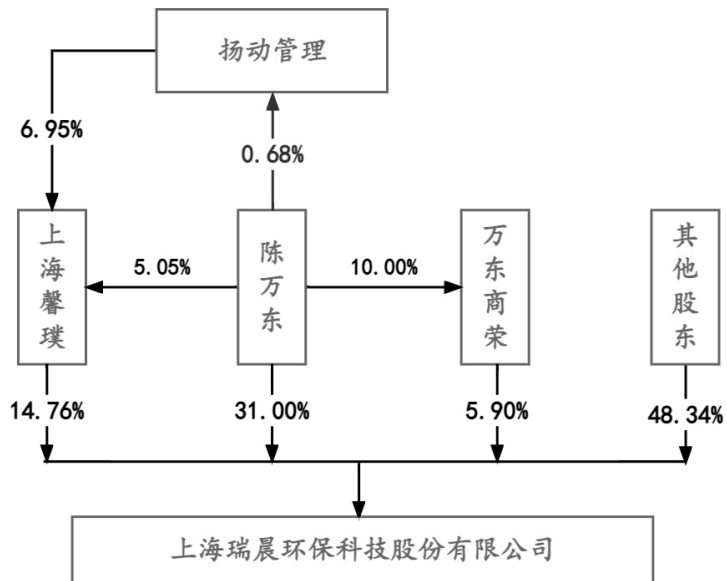 扬动管理
6.95%
0.68%
上海馨璞
5.05%
陈万东
10.00%
万东商荣
其他股东
14.76%
31.00%
5.90%
48.34%
上海瑞晨环保科技股份有限公司